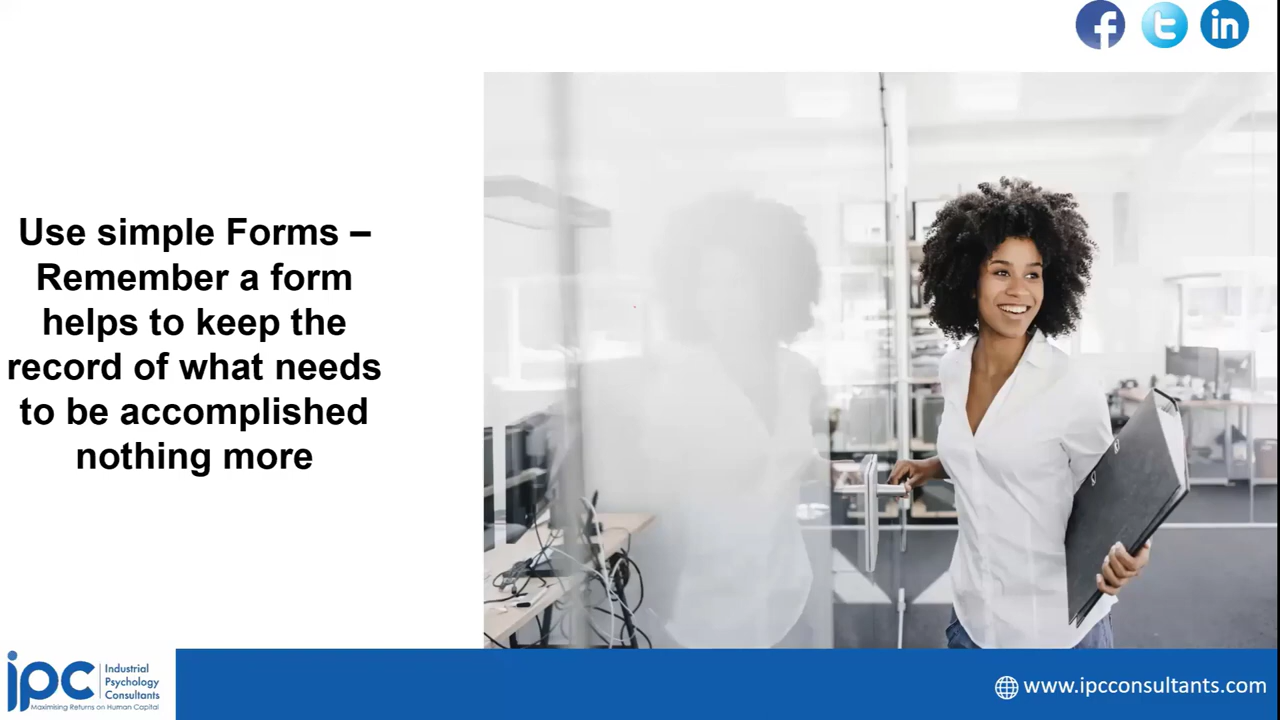 Use simple Forms –
Remember a form
helps to keep the
record of what needs
to be accomplished
nothing more
ipc
Industrial
Psychology
Consultants
Maximising Returns on Human Capital
www.ipcconsultants.com